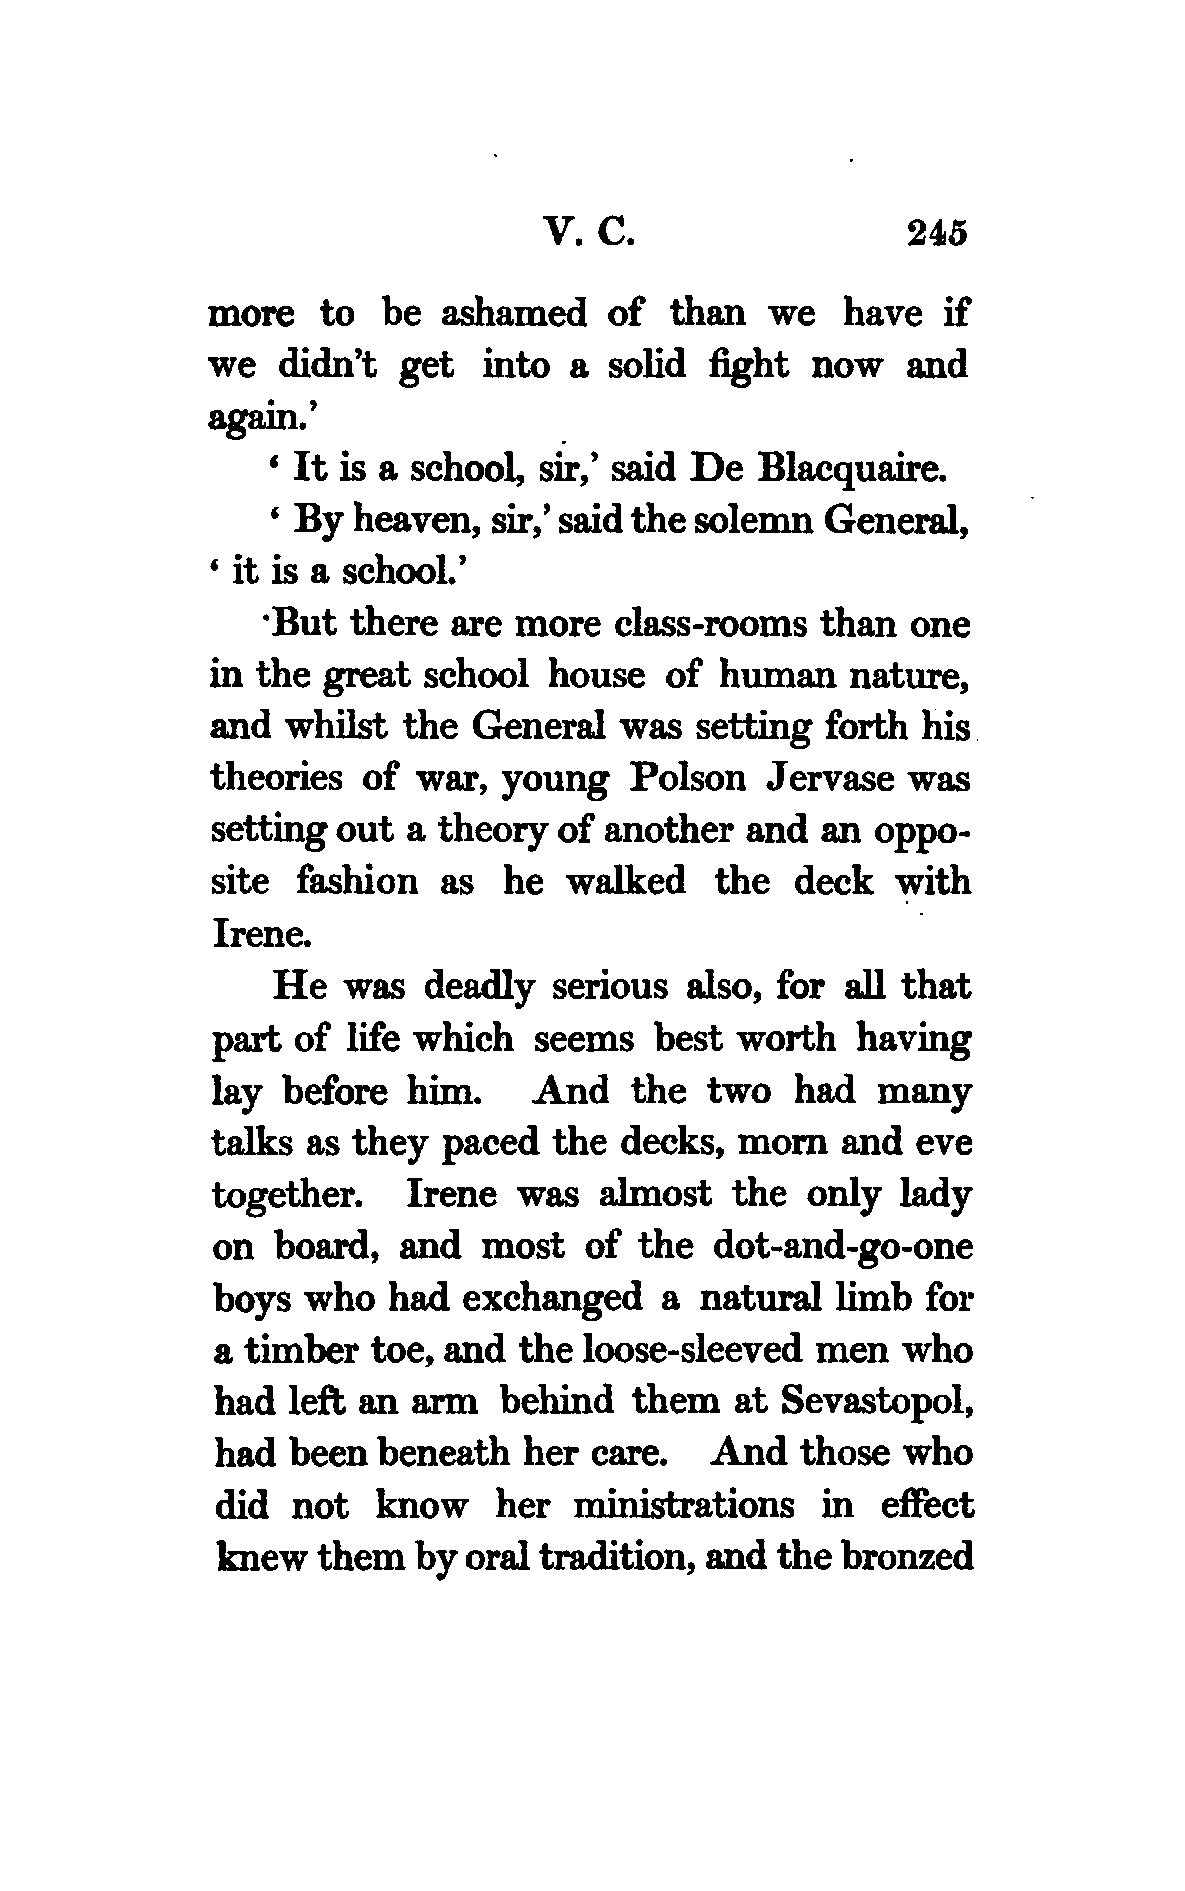 V. C. 245
more to be ashamed of than we have if
we didn't get into a solid fight now and
again.'
' It is a school, sir,' said De Blacquaire.
' By heaven, sir,' said the solemn General,
' it is a school.'
But there are more class-rooms than one
in the great school house of human nature,
and whilst the General was setting forth his
theories of war, young Polson Jervase was
setting out a theory of another and an oppo-
site fashion as he walked the deck with
Irene.
He was deadly serious also, for all that
part of life which seems best worth having
lay before him. And the two had many
talks as they paced the decks, morn and eve
together. Irene was almost the only lady
on board, and most of the dot-and-go-one
boys who had exchanged a natural limb for
a timber toe, and the loose-sleeved men who
had left an arm behind them at Sevastopol,
had been beneath her care. And those who
did not know her ministrations in effect
knew them by oral tradition, and the bronzed